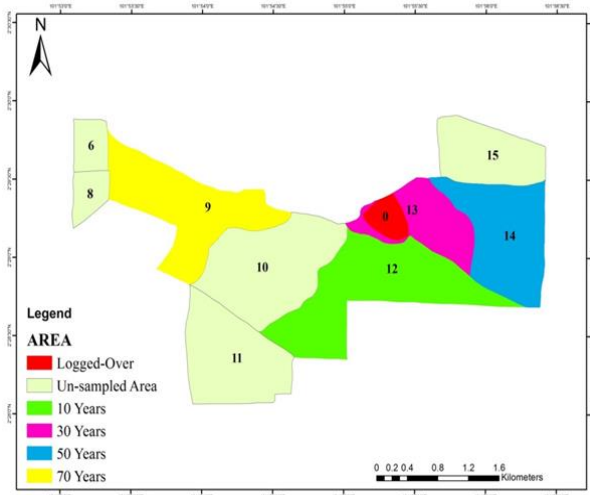 N
6
8
9
10
11
0
13
12
14
15
Legend
AREA
Logged-Over
Un-sampled Area
10 Years
30 Years
50 Years
70 Years
0 0.2 0.4 0.8 1.2 1.6
Kilometers